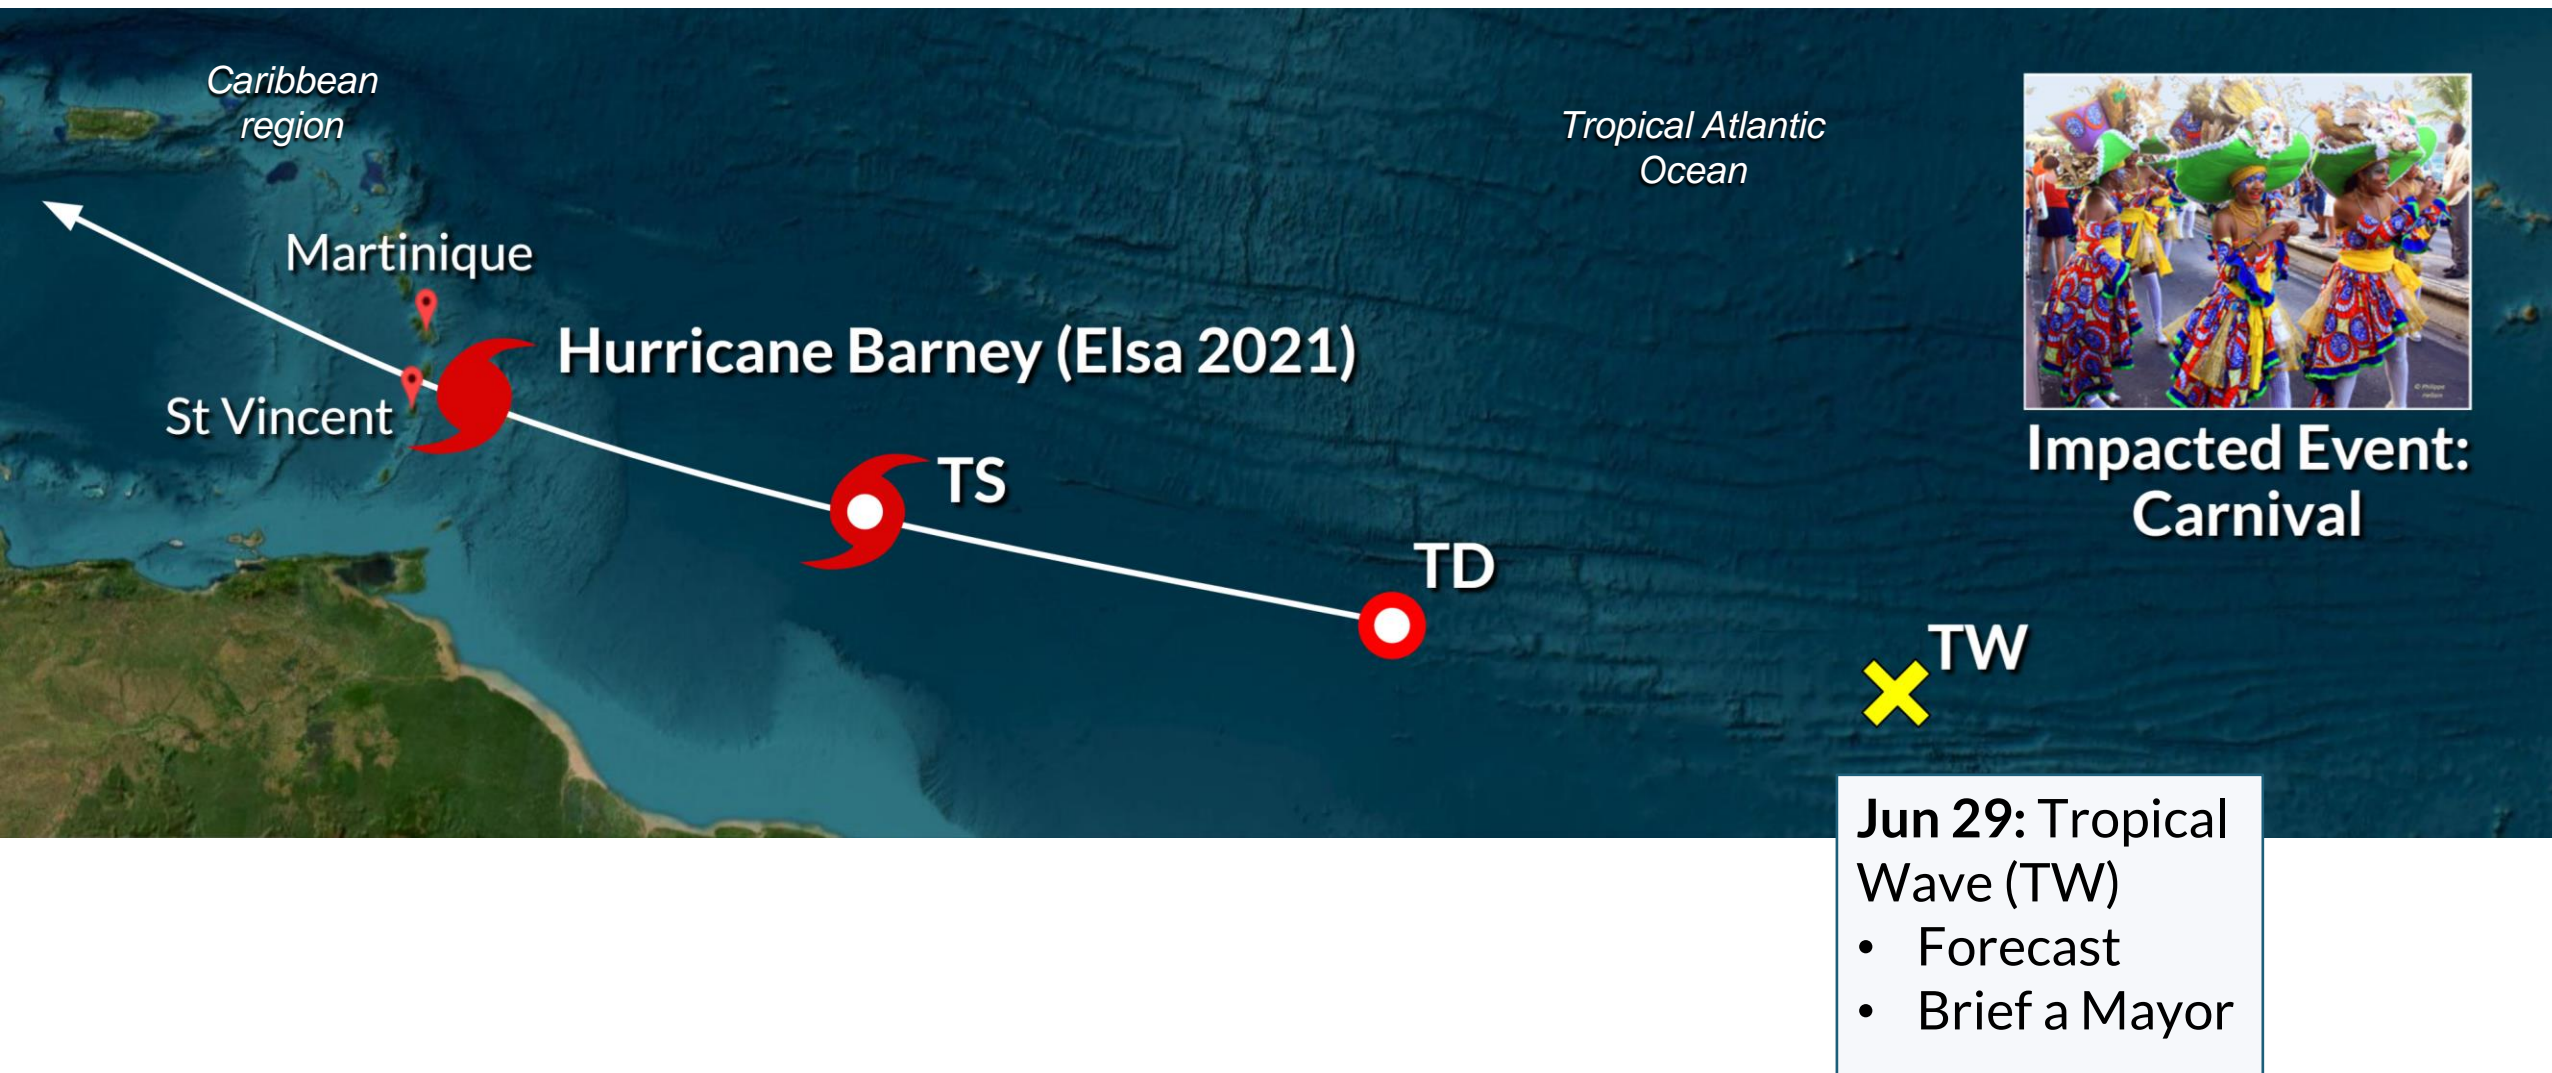 Caribbean
region
Tropical Atlantic
Ocean
Martinique
St Vincent
Hurricane Barney (Elsa 2021)
TS
TD
TW
Impacted Event:
Carnival
Jun 29: Tropical
Wave (TW)
• Forecast
• Brief a Mayor